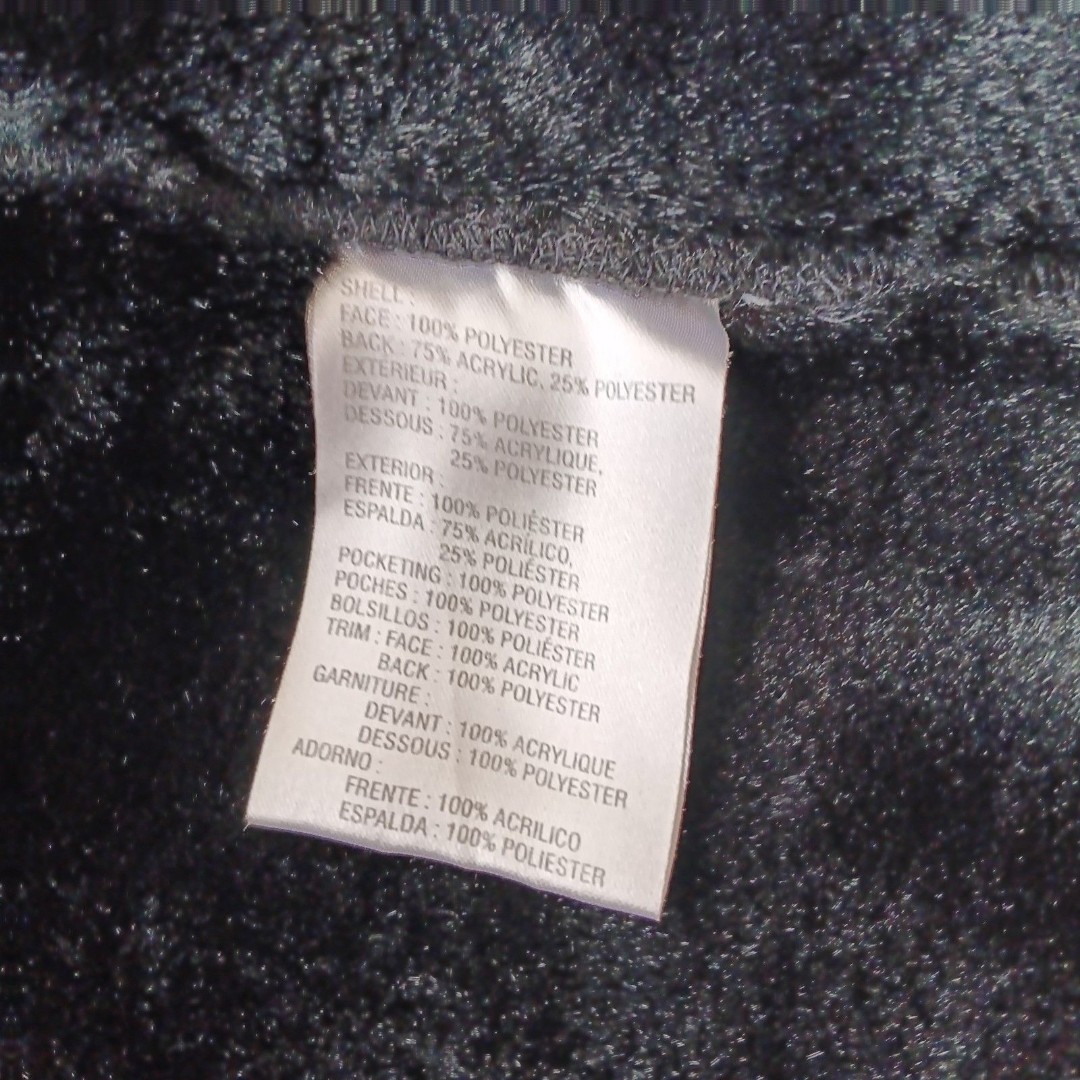 SHELL :
FACE : 100% POLYESTER
BACK : 75% ACRYLIC, 25% POLYESTER
EXTERIEUR :
DEVANT : 100% POLYESTER
DESSOUS : 75% ACRYLIQUE,
25% POLYESTER
EXTERIOR :
FRENTE : 100% POLIÉSTER
ESPALDA : 75% ACRÍLICO,
25% POLIÉSTER
POCKETING : 100% POLYESTER
POCHES : 100% POLYESTER
BOLSILLOS : 100% POLIÉSTER
TRIM : FACE : 100% ACRYLIC
BACK : 100% POLYESTER
GARNITURE :
DEVANT : 100% ACRYLIQUE
DESSOUS : 100% POLYESTER
ADORNO :
FRENTE : 100% ACRILICO
ESPALDA : 100% POLIESTER